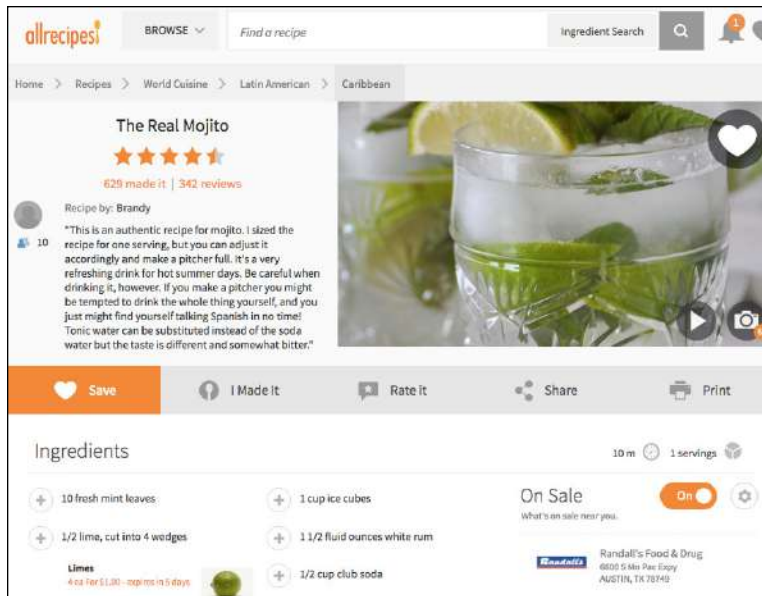 allrecipes
BROWSE
Find a recipe
Ingredient Search
1
Home > Recipes > World Cuisine > Latin American > Caribbean
The Real Mojito
629 made it | 342 reviews
Recipe by: Brandy
10
"This is an authentic recipe for mojito. I sized the
recipe for one serving, but you can adjust it
accordingly and make a pitcher full. It's a very
refreshing drink for hot summer days. Be careful when
drinking it, however. If you make a pitcher you might
be tempted to drink the whole thing yourself, and you
just might find yourself talking Spanish in no time!
Tonic water can be substituted instead of the soda
water but the taste is different and somewhat bitter."
Save
I Made It
Rate it
Share
Print
Ingredients
10 m
1 servings
10 fresh mint leaves
1/2 lime, cut into 4 wedges
Limes
4 ea For $1.00 - expires in 5 days
1 cup ice cubes
1 1/2 fluid ounces white rum
1/2 cup club soda
On Sale
On
What's on sale near you.
Randalls
Randall's Food & Drug
6600 S Mo Pac Expy
AUSTIN, TX 78749